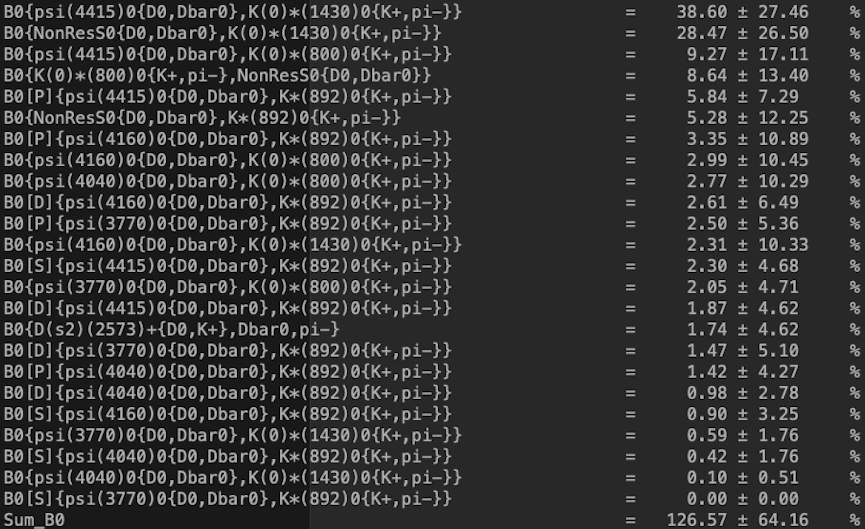 B0{psi(4415)0{D0,Dbar0},K(0)*(1430)0{K+,pi-}} = 38.60 ± 27.46 %
B0{NonResS0{D0,Dbar0},K(0)*(1430)0{K+,pi-}} = 28.47 ± 26.50 %
B0{psi(4415)0{D0,Dbar0},K(0)*(800)0{K+,pi-}} = 9.27 ± 17.11 %
B0{K(0)*(800)0{K+,pi-},NonResS0{D0,Dbar0}} = 8.64 ± 13.40 %
B0[P]{psi(4415)0{D0,Dbar0},K*(892)0{K+,pi-}} = 5.84 ± 7.29 %
B0{NonResS0{D0,Dbar0},K*(892)0{K+,pi-}} = 5.28 ± 12.25 %
B0[P]{psi(4160)0{D0,Dbar0},K*(892)0{K+,pi-}} = 3.35 ± 10.89 %
B0{psi(4160)0{D0,Dbar0},K(0)*(800)0{K+,pi-}} = 2.99 ± 10.45 %
B0{psi(4040)0{D0,Dbar0},K(0)*(800)0{K+,pi-}} = 2.77 ± 10.29 %
B0[D]{psi(4160)0{D0,Dbar0},K*(892)0{K+,pi-}} = 2.61 ± 6.49 %
B0[P]{psi(3770)0{D0,Dbar0},K*(892)0{K+,pi-}} = 2.50 ± 5.36 %
B0{psi(4160)0{D0,Dbar0},K(0)*(1430)0{K+,pi-}} = 2.31 ± 10.33 %
B0[S]{psi(4415)0{D0,Dbar0},K*(892)0{K+,pi-}} = 2.30 ± 4.68 %
B0{psi(3770)0{D0,Dbar0},K(0)*(800)0{K+,pi-}} = 2.05 ± 4.71 %
B0[D]{psi(4415)0{D0,Dbar0},K*(892)0{K+,pi-}} = 1.87 ± 4.62 %
B0{D(s2)(2573)+{D0,K+},Dbar0,pi-} = 1.74 ± 4.62 %
B0[D]{psi(3770)0{D0,Dbar0},K*(892)0{K+,pi-}} = 1.47 ± 5.10 %
B0[P]{psi(4040)0{D0,Dbar0},K*(892)0{K+,pi-}} = 1.42 ± 4.27 %
B0[D]{psi(4040)0{D0,Dbar0},K*(892)0{K+,pi-}} = 0.98 ± 2.78 %
B0[S]{psi(4160)0{D0,Dbar0},K*(892)0{K+,pi-}} = 0.90 ± 3.25 %
B0{psi(3770)0{D0,Dbar0},K(0)*(1430)0{K+,pi-}} = 0.59 ± 1.76 %
B0[S]{psi(4040)0{D0,Dbar0},K*(892)0{K+,pi-}} = 0.42 ± 1.76 %
B0{psi(4040)0{D0,Dbar0},K(0)*(1430)0{K+,pi-}} = 0.10 ± 0.51 %
B0[S]{psi(3770)0{D0,Dbar0},K*(892)0{K+,pi-}} = 0.00 ± 0.00 %
Sum_B0 = 126.57 ± 64.16 %